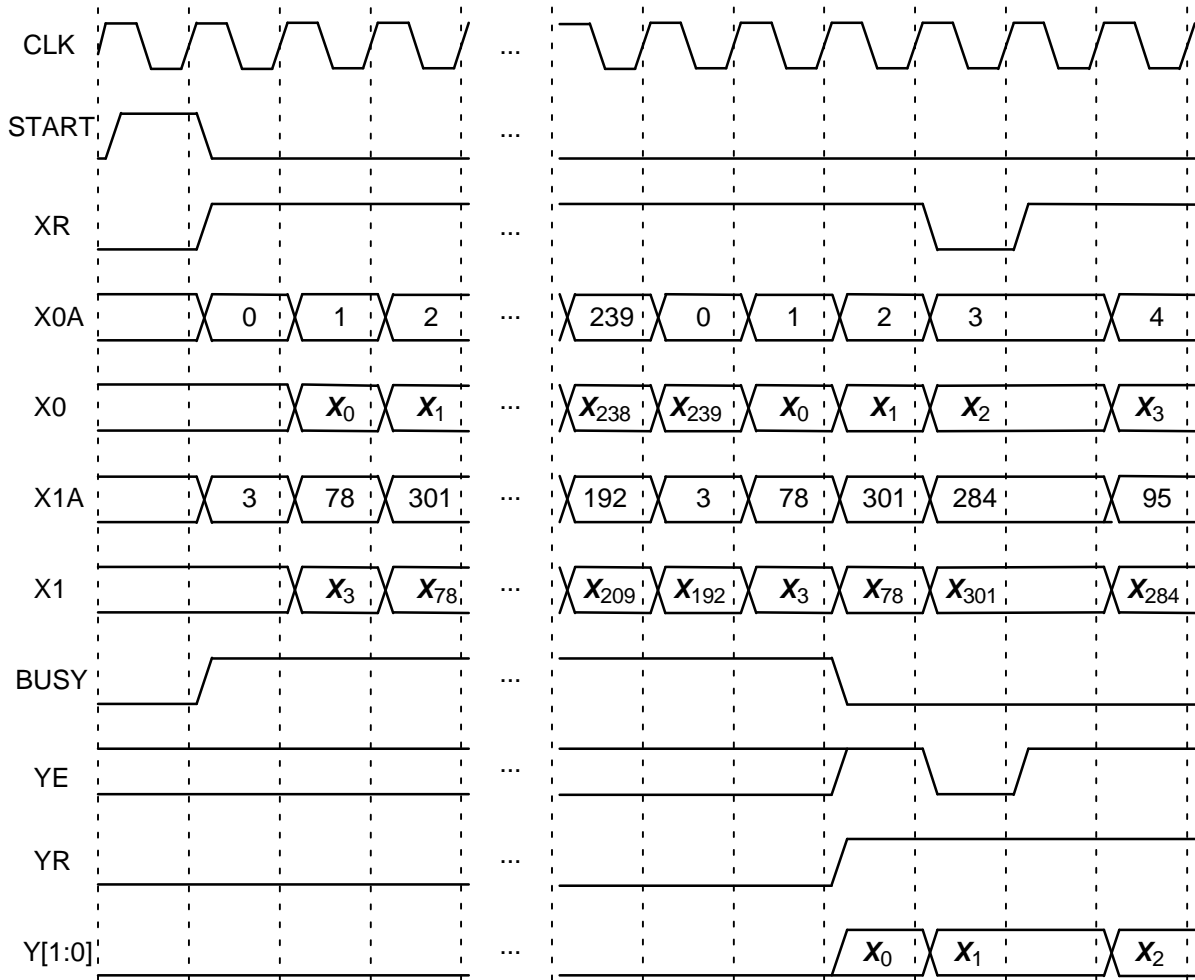 CLK ...
START ...
XR ...
X0A 0 1 2 ... 239 0 1 2 3 4
X0 X0 X1 ... X238 X239 X0 X1 X2 X3
X1A 3 78 301 ... 192 3 78 301 284 95
X1 X3 X78 ... X209 X192 X3 X78 X301 X284
BUSY ...
YE ...
YR ...
Y[1:0] ... X0 X1 X2